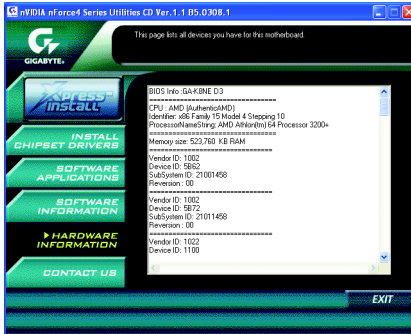 nVIDIA nForce4 Series Utilities CD Ver.1.1 B5.0308.1
This page lists all devices you have for this motherboard.
GIGABYTE
Xpress-
Install
INSTALL
CHIPSET DRIVERS
SOFTWARE
APPLICATIONS
SOFTWARE
INFORMATION
HARDWARE
INFORMATION
CONTACT US
BIOS Info :GA-K8NE D3
==============================
CPU : AMD (AuthenticAMD)
Identifier: x86 Family 15 Model 4 Stepping 10
ProcessorNameString: AMD Athlon(tm) 64 Processor 3200+
==============================
Memory size: 523,760 KB RAM
==============================
Vendor ID: 1002
Device ID: 5B62
SubSystem ID: 21001458
Reversion : 00
==============================
Vendor ID: 1002
Device ID: 5B72
SubSystem ID: 21011458
Reversion : 00
==============================
Vendor ID: 1022
Device ID: 1100
EXIT